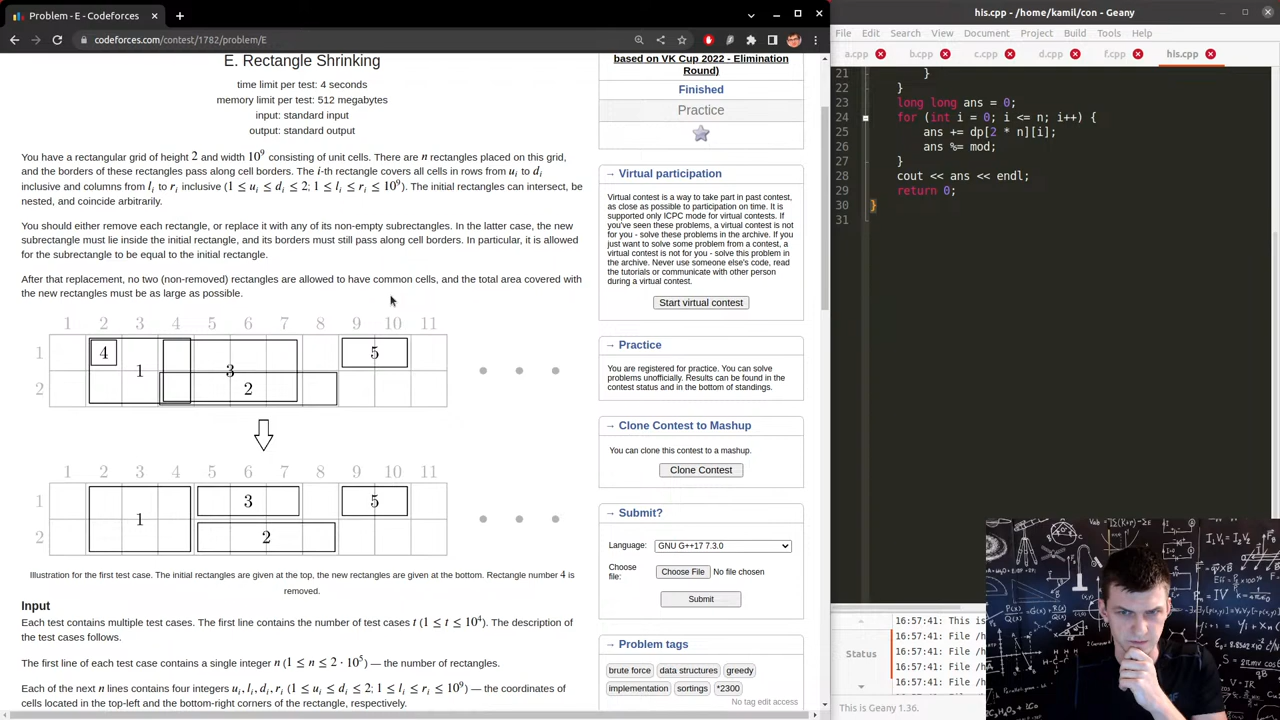 Problem - E - Codeforces
codeforces.com/contest/1782/problem/E
E. Rectangle Shrinking
time limit per test: 4 seconds
memory limit per test: 512 megabytes
input: standard input
output: standard output
You have a rectangular grid of height 2 and width 10^9 consisting of unit cells. There are n rectangles placed on this grid,
and the borders of these rectangles pass along cell borders. The i-th rectangle covers all cells in rows from u_i to d_i
inclusive and columns from l_i to r_i inclusive (1 ≤ u_i ≤ d_i ≤ 2; 1 ≤ l_i ≤ r_i ≤ 10^9). The initial rectangles can intersect, be
nested, and coincide arbitrarily.
You should either remove each rectangle, or replace it with any of its non-empty subrectangles. In the latter case, the new
subrectangle must lie inside the initial rectangle, and its borders must still pass along cell borders. In particular, it is allowed
for the subrectangle to be equal to the initial rectangle.
After that replacement, no two (non-removed) rectangles are allowed to have common cells, and the total area covered with
the new rectangles must be as large as possible.
1 2 3 4 5 6 7 8 9 10 11
1 4 5
1 3
2 2
1 2 3 4 5 6 7 8 9 10 11
1 3 5
1
2 2
Illustration for the first test case. The initial rectangles are given at the top, the new rectangles are given at the bottom. Rectangle number 4 is
removed.
Input
Each test contains multiple test cases. The first line contains the number of test cases t (1 ≤ t ≤ 10^4). The description of
the test cases follows.
The first line of each test case contains a single integer n (1 ≤ n ≤ 2 · 10^5) — the number of rectangles.
Each of the next n lines contains four integers u_i, l_i, d_i, r_i (1 ≤ u_i ≤ d_i ≤ 2; 1 ≤ l_i ≤ r_i ≤ 10^9) — the coordinates of
cells located in the top-left and the bottom-right corners of the rectangle, respectively.
based on VK Cup 2022 - Elimination
Round)
Finished
Practice
→ Virtual participation
Virtual contest is a way to take part in past contest,
as close as possible to participation on time. It is
supported only ICPC mode for virtual contests. If
you've seen these problems, a virtual contest is not
for you - solve these problems in the archive. If you
just want to solve some problem from a contest, a
virtual contest is not for you - solve this problem in
the archive. Never use someone else's code, read
the tutorials or communicate with other person
during a virtual contest.
Start virtual contest
→ Practice
You are registered for practice. You can solve
problems unofficially. Results can be found in the
contest status and in the bottom of standings.
→ Clone Contest to Mashup
You can clone this contest to a mashup.
Clone Contest
→ Submit?
Language: GNU G++17 7.3.0
Choose
file: Choose File No file chosen
Submit
→ Problem tags
brute force data structures greedy
implementation sortings *2300
No tag edit access
his.cpp - /home/kamil/con - Geany
File Edit Search View Document Project Build Tools Help
a.cpp b.cpp c.cpp d.cpp f.cpp his.cpp
21 }
22 }
23 long long ans = 0;
24 for (int i = 0; i <= n; i++) {
25 ans += dp[2 * n][i];
26 ans %= mod;
27 }
28 cout << ans << endl;
29 return 0;
30 }
31
Status
16:57:41: This is
16:57:41: File /h
16:57:41: File /h
16:57:41: File /h
16:57:41: File /h
This is Geany 1.36.